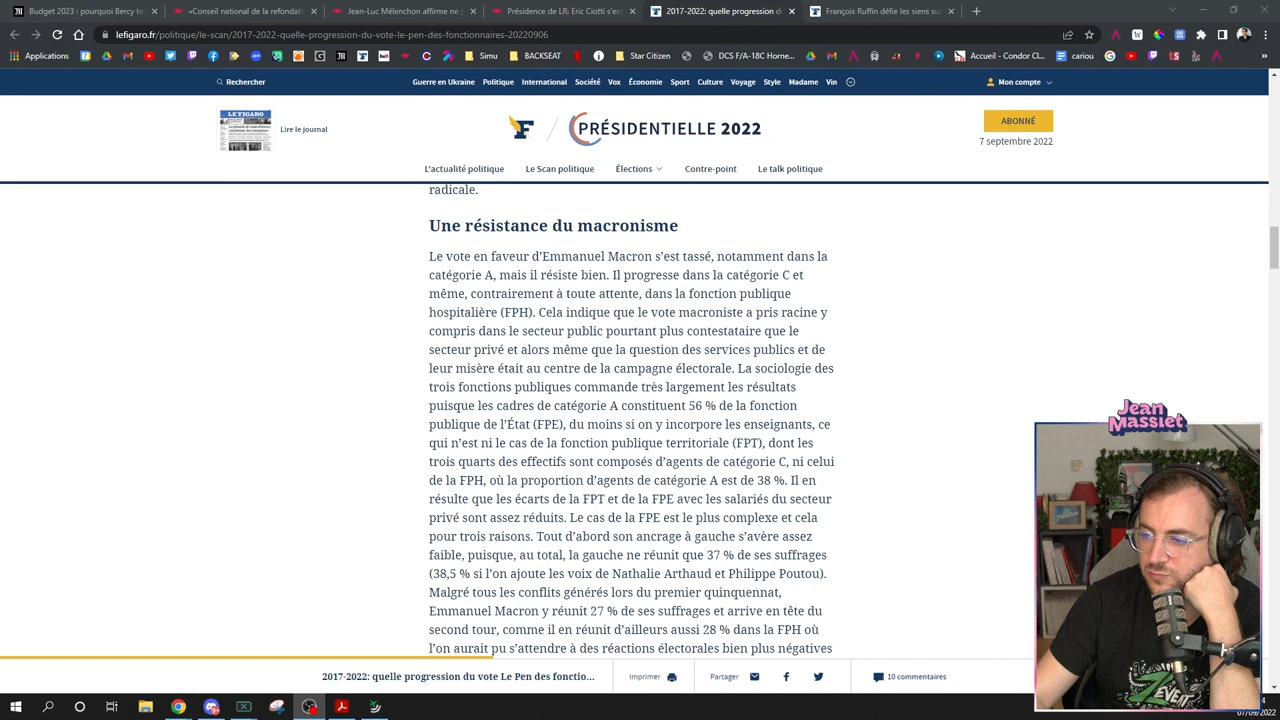 Budget 2023 : pourquoi Bercy te
«Conseil national de la refond
Jean-Luc Mélenchon affirme ne
Présidence de LR: Eric Ciotti s'es
2017-2022: quelle progression du
François Ruffin défie les siens su
lefigaro.fr/politique/le-scan/2017-2022-quelle-progression-du-vote-le-pen-des-fonctionnaires-20220906
Applications
Simu
BACKSEAT
Star Citizen
DCS F/A-18C Horne...
Accueil - Condor cl...
cariou
»
Rechercher
Guerre en Ukraine Politique International Société Vox Économie Sport Culture Voyage Style Madame Vin
Mon compte
LE FIGARO
Lire le journal
F / PRÉSIDENTIELLE 2022
ABONNÉ
7 septembre 2022
L'actualité politique Le Scan politique Élections Contre-point Le talk politique
radicale.
Une résistance du macronisme
Le vote en faveur d’Emmanuel Macron s’est tassé, notamment dans la
catégorie A, mais il résiste bien. Il progresse dans la catégorie C et
même, contrairement à toute attente, dans la fonction publique
hospitalière (FPH). Cela indique que le vote macroniste a pris racine y
compris dans le secteur public pourtant plus contestataire que le
secteur privé et alors même que la question des services publics et de
leur misère était au centre de la campagne électorale. La sociologie des
trois fonctions publiques commande très largement les résultats
puisque les cadres de catégorie A constituent 56 % de la fonction
publique de l’État (FPE), du moins si on y incorpore les enseignants, ce
qui n’est ni le cas de la fonction publique territoriale (FPT), dont les
trois quarts des effectifs sont composés d’agents de catégorie C, ni celui
de la FPH, où la proportion d’agents de catégorie A est de 38 %. Il en
résulte que les écarts de la FPT et de la FPE avec les salariés du secteur
privé sont assez réduits. Le cas de la FPE est le plus complexe et cela
pour trois raisons. Tout d’abord son ancrage à gauche s’avère assez
faible, puisque, au total, la gauche ne réunit que 37 % de ses suffrages
(38,5 % si l’on ajoute les voix de Nathalie Arthaud et Philippe Poutou).
Malgré tous les conflits générés lors du premier quinquennat,
Emmanuel Macron y réunit 27 % de ses suffrages et arrive en tête du
second tour, comme il en réunit d’ailleurs aussi 28 % dans la FPH où
l’on aurait pu s’attendre à des réactions électorales bien plus négatives
Jean
Massiet
2017-2022: quelle progression du vote Le Pen des fonctio...
Imprimer
Partager
10 commentaires
07/09/2022